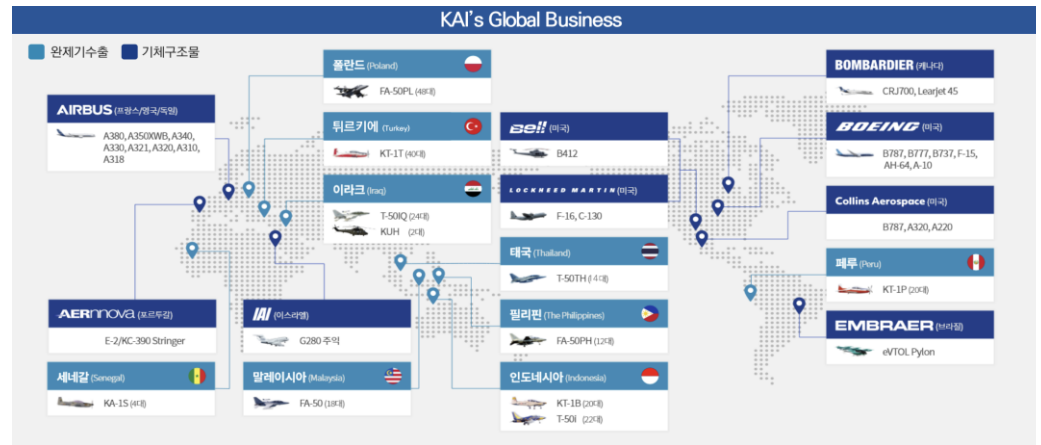 KAI's Global Business
완제기수출
기체구조물
폴란드 (Poland)
FA-50PL (48대)
BOMBARDIER (캐나다)
CRJ700, Learjet 45
AIRBUS (프랑스/영국/독일)
A380, A350XWB, A340,
A330, A321, A320, A310,
A318
튀르키에 (Turkey)
KT-1T (40대)
Bell (미국)
B412
BOEING (미국)
B787, B777, B737, F-15,
AH-64, A-10
이라크 (Iraq)
T-50IQ (24대)
KUH (2대)
LOCKHEED MARTIN (미국)
F-16, C-130
Collins Aerospace (미국)
B787, A320, A220
태국 (Thailand)
T-50TH (14대)
페루 (Peru)
KT-1P (20대)
AERnnova (포르투갈)
E-2/KC-390 Stringer
IAI (이스라엘)
G280 주익
필리핀 (The Philippines)
FA-50PH (12대)
EMBRAER (브라질)
eVTOL Pylon
세네갈 (Senegal)
KA-1S (4대)
말레이시아 (Malaysia)
FA-50 (18대)
인도네시아 (Indonesia)
KT-1B (20대)
T-50i (22대)